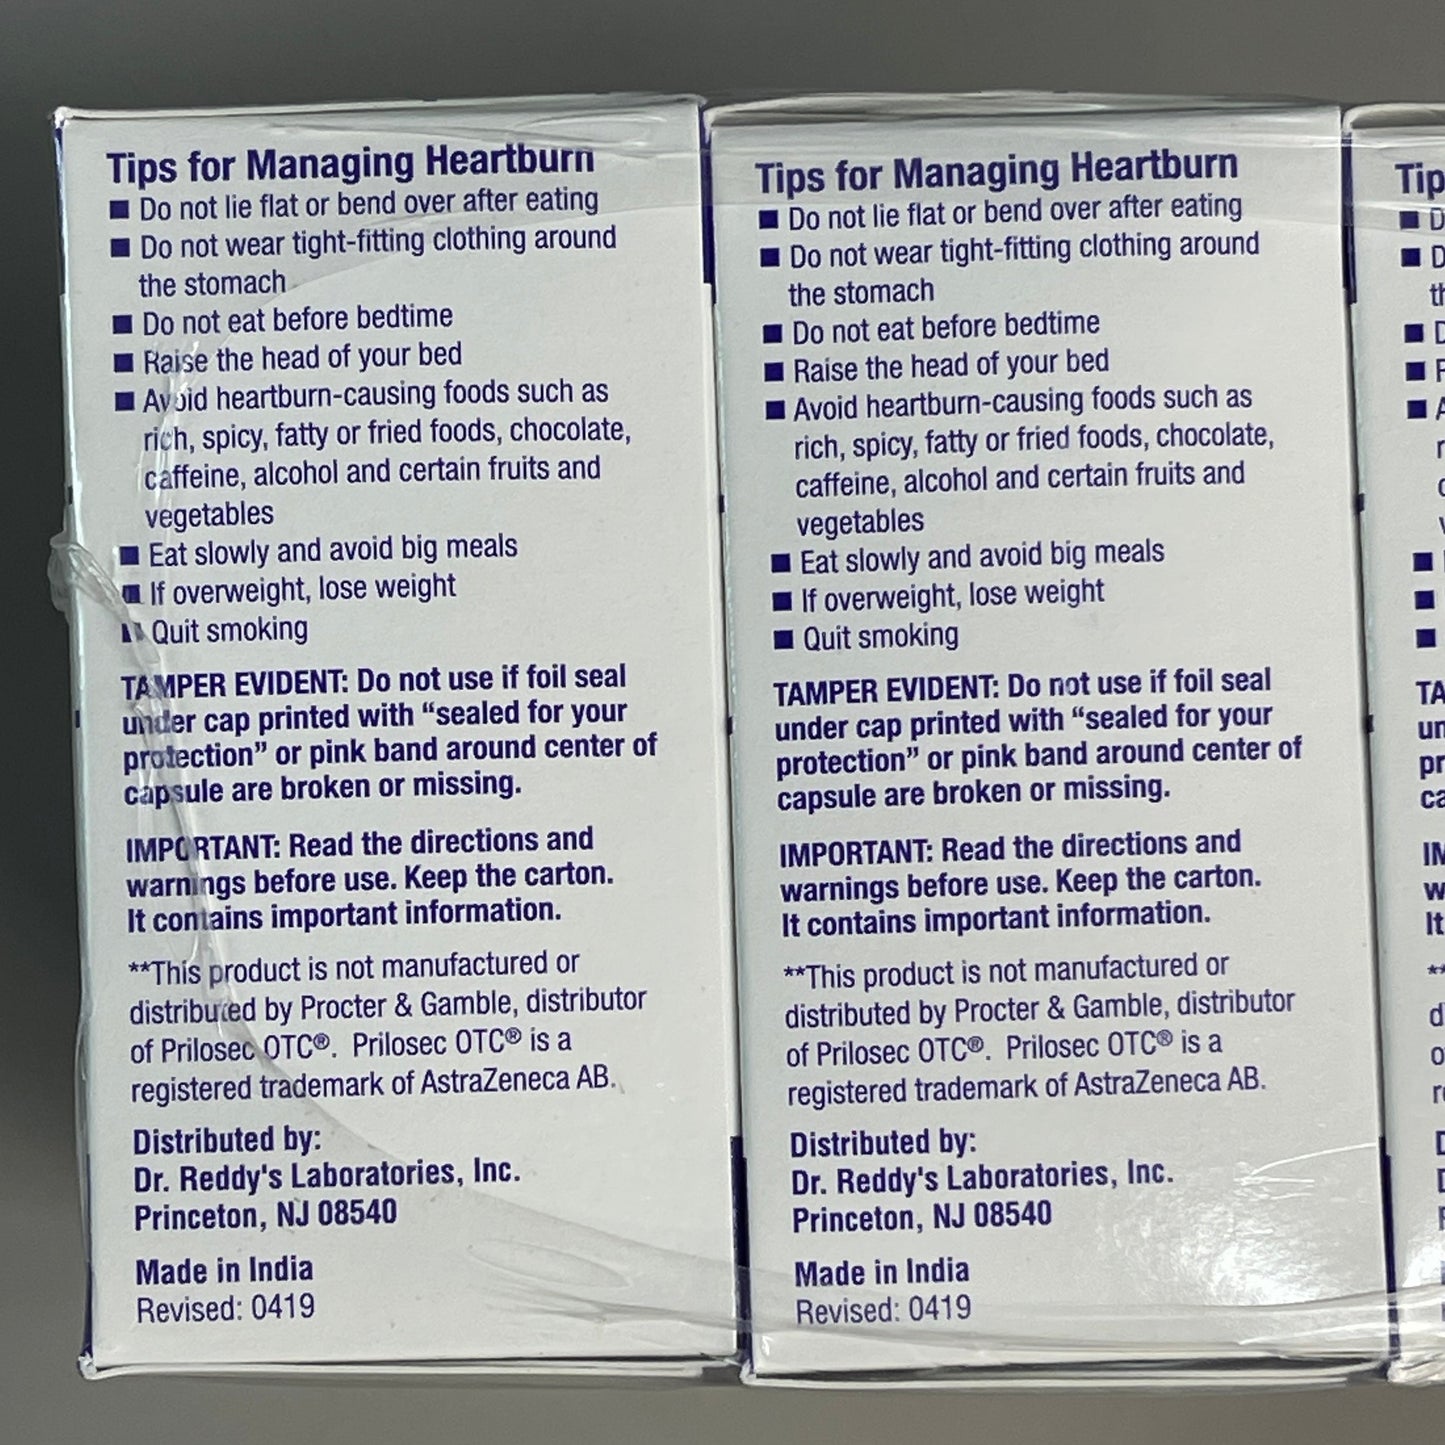 Tips for Managing Heartburn
■ Do not lie flat or bend over after eating
■ Do not wear tight-fitting clothing around
the stomach
■ Do not eat before bedtime
■ Raise the head of your bed
■ Avoid heartburn-causing foods such as
rich, spicy, fatty or fried foods, chocolate,
caffeine, alcohol and certain fruits and
vegetables
■ Eat slowly and avoid big meals
■ If overweight, lose weight
■ Quit smoking
TAMPER EVIDENT: Do not use if foil seal
under cap printed with “sealed for your
protection” or pink band around center of
capsule are broken or missing.
IMPORTANT: Read the directions and
warnings before use. Keep the carton.
It contains important information.
**This product is not manufactured or
distributed by Procter & Gamble, distributor
of Prilosec OTC®. Prilosec OTC® is a
registered trademark of AstraZeneca AB.
Distributed by:
Dr. Reddy's Laboratories, Inc.
Princeton, NJ 08540
Made in India
Revised: 0419
Tips for Managing Heartburn
■ Do not lie flat or bend over after eating
■ Do not wear tight-fitting clothing around
the stomach
■ Do not eat before bedtime
■ Raise the head of your bed
■ Avoid heartburn-causing foods such as
rich, spicy, fatty or fried foods, chocolate,
caffeine, alcohol and certain fruits and
vegetables
■ Eat slowly and avoid big meals
■ If overweight, lose weight
■ Quit smoking
TAMPER EVIDENT: Do not use if foil seal
under cap printed with “sealed for your
protection” or pink band around center of
capsule are broken or missing.
IMPORTANT: Read the directions and
warnings before use. Keep the carton.
It contains important information.
**This product is not manufactured or
distributed by Procter & Gamble, distributor
of Prilosec OTC®. Prilosec OTC® is a
registered trademark of AstraZeneca AB.
Distributed by:
Dr. Reddy's Laboratories, Inc.
Princeton, NJ 08540
Made in India
Revised: 0419